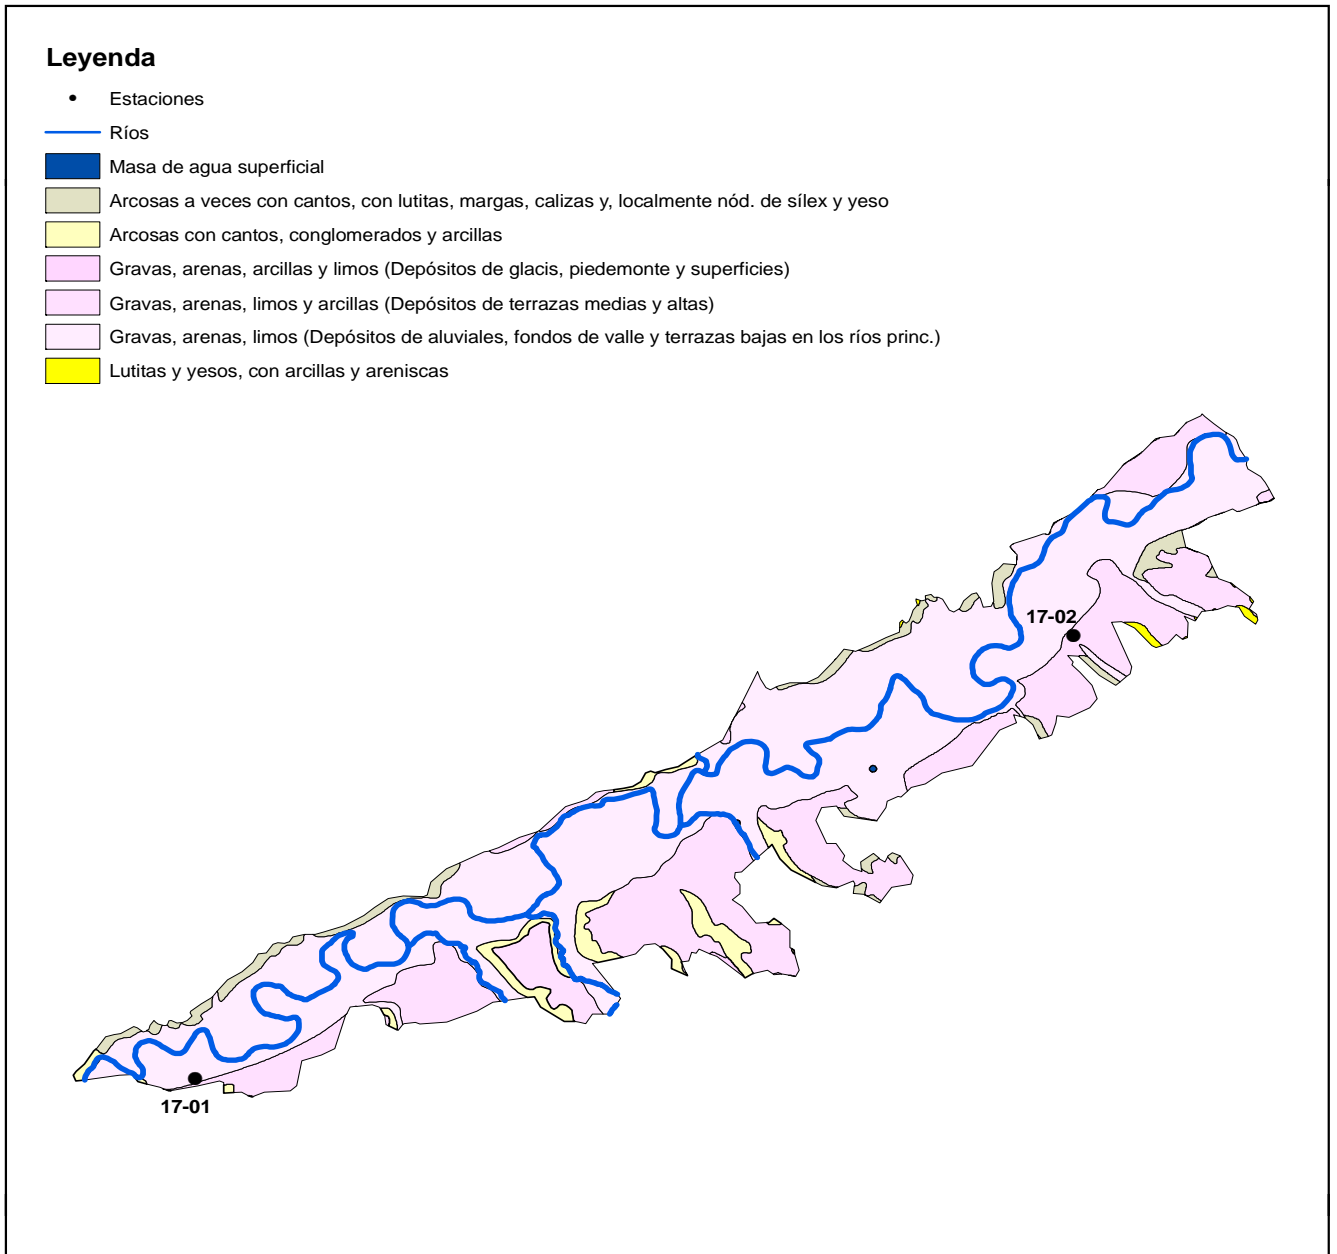 Leyenda
Estaciones
Ríos
Masa de agua superficial
Arcosas a veces con cantos, con lutitas, margas, calizas y, localmente nód. de sílex y yeso
Arcosas con cantos, conglomerados y arcillas
Gravas, arenas, arcillas y limos (Depósitos de glacis, piedemonte y superficies)
Gravas, arenas, limos y arcillas (Depósitos de terrazas medias y altas)
Gravas, arenas, limos (Depósitos de aluviales, fondos de valle y terrazas bajas en los ríos princ.)
Lutitas y yesos, con arcillas y areniscas
17-02
17-01